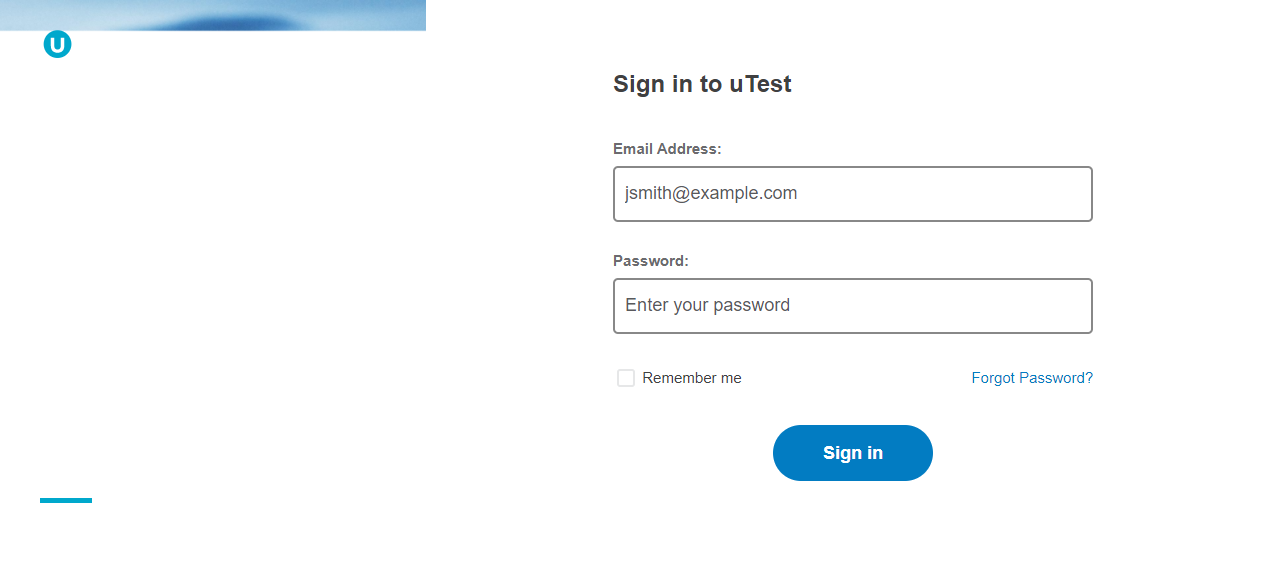 U
Sign in to uTest
Email Address:
jsmith@example.com
Password:
Enter your password
Remember me
Forgot Password?
Sign in